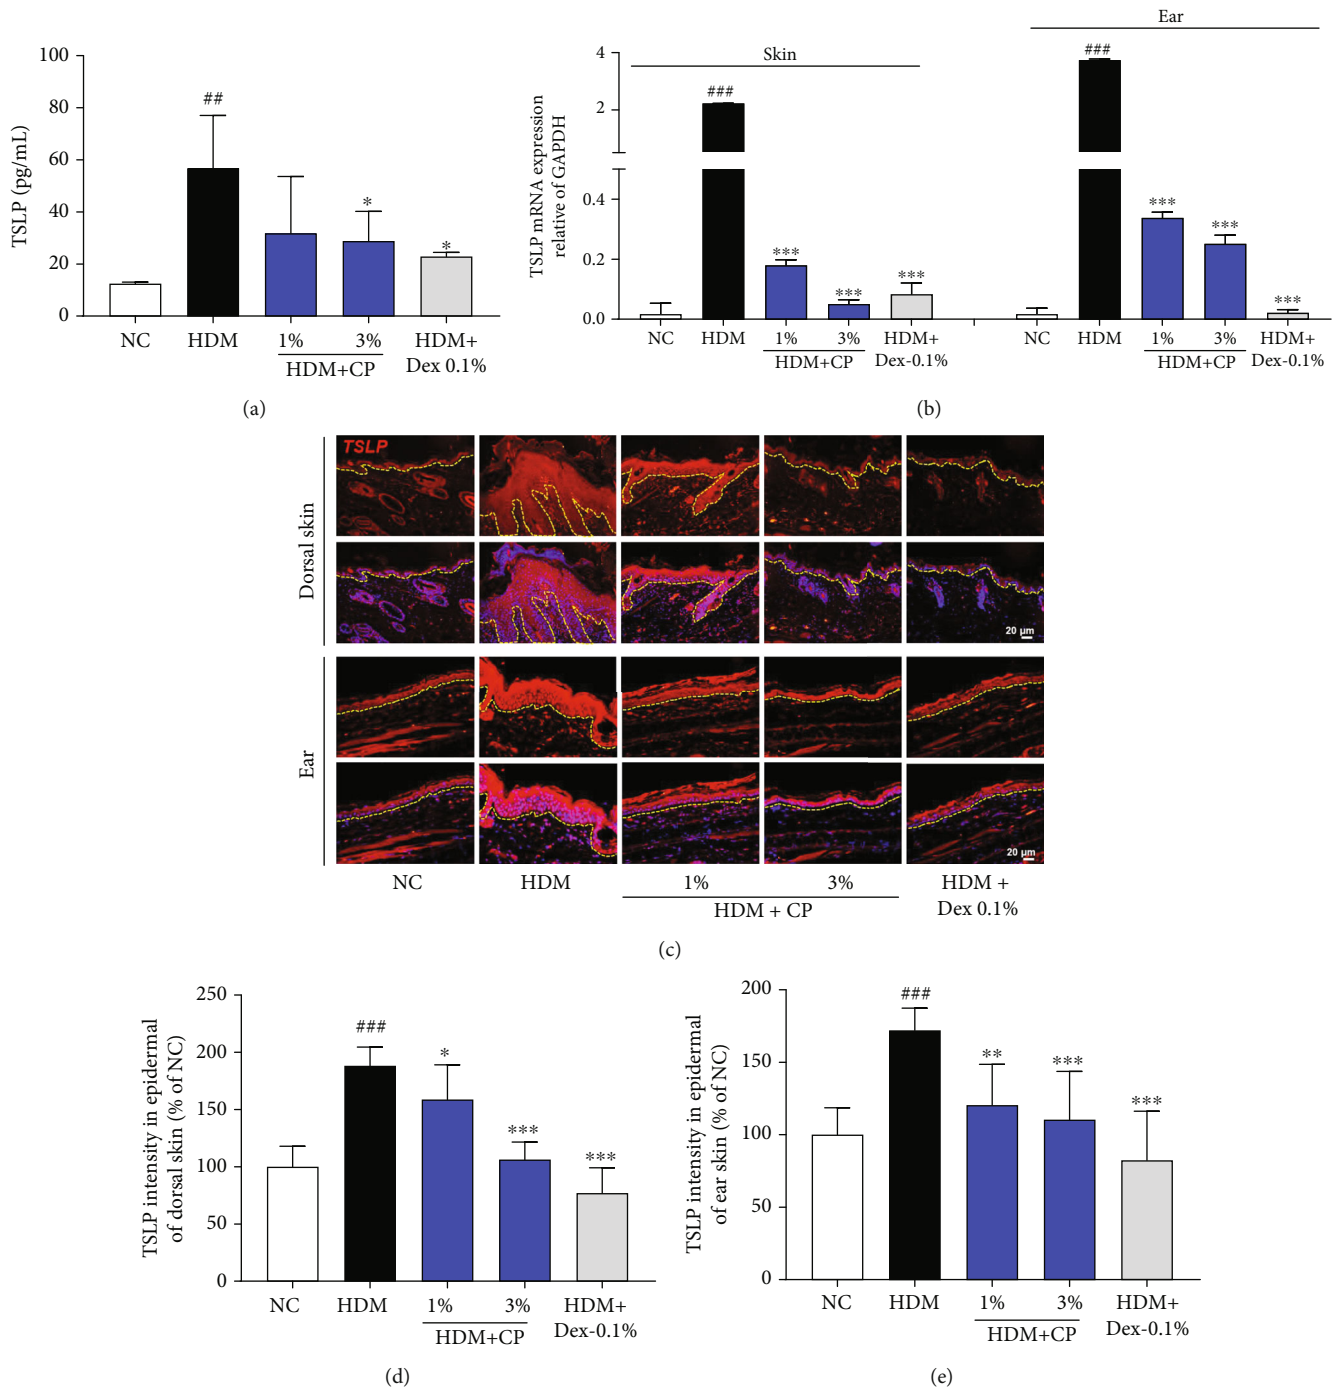 TSLP (pg/mL)
100
80
60
40
20
0
##
*
*
NC
HDM
1%
3%
HDM+CP
HDM+
Dex 0.1%
(a)
TSLP mRNA expression
relative of GAPDH
4
2
0.4
0.2
0.0
Skin
Ear
###
***
***
***
###
***
***
***
NC
HDM
1%
3%
HDM+CP
HDM+
Dex-0.1%
NC
HDM
1%
3%
HDM+CP
HDM+
Dex-0.1%
(b)
Dorsal skin
Ear
TSLP
20 µm
20 µm
NC
HDM
1%
3%
HDM + CP
HDM +
Dex 0.1%
(c)
TSLP intensity in epidermal
of dorsal skin (% of NC)
250
200
150
100
50
0
###
*
***
***
NC
HDM
1%
3%
HDM+CP
HDM+
Dex-0.1%
(d)
TSLP intensity in epidermal
of ear skin (% of NC)
200
150
100
50
0
###
**
***
***
NC
HDM
1%
3%
HDM+CP
HDM+
Dex-0.1%
(e)